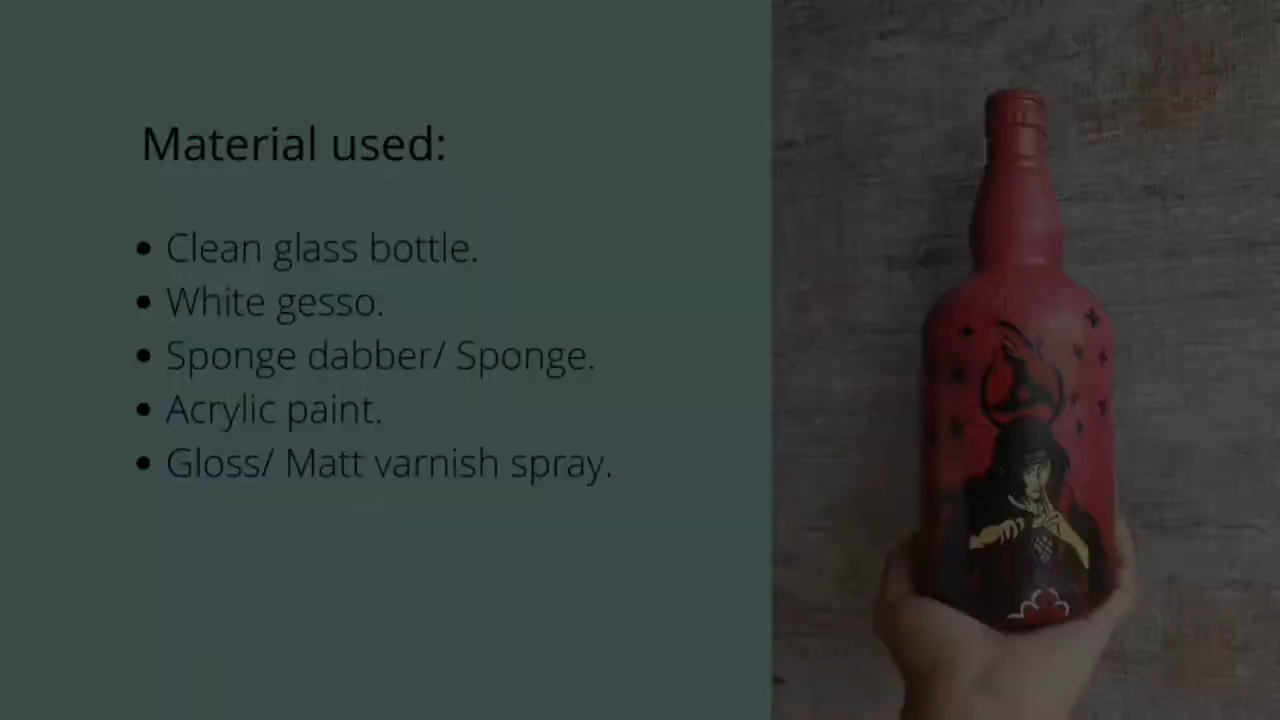 Material used:
• Clean glass bottle.
• White gesso.
• Sponge dabber/ Sponge.
• Acrylic paint.
• Gloss/ Matt varnish spray.